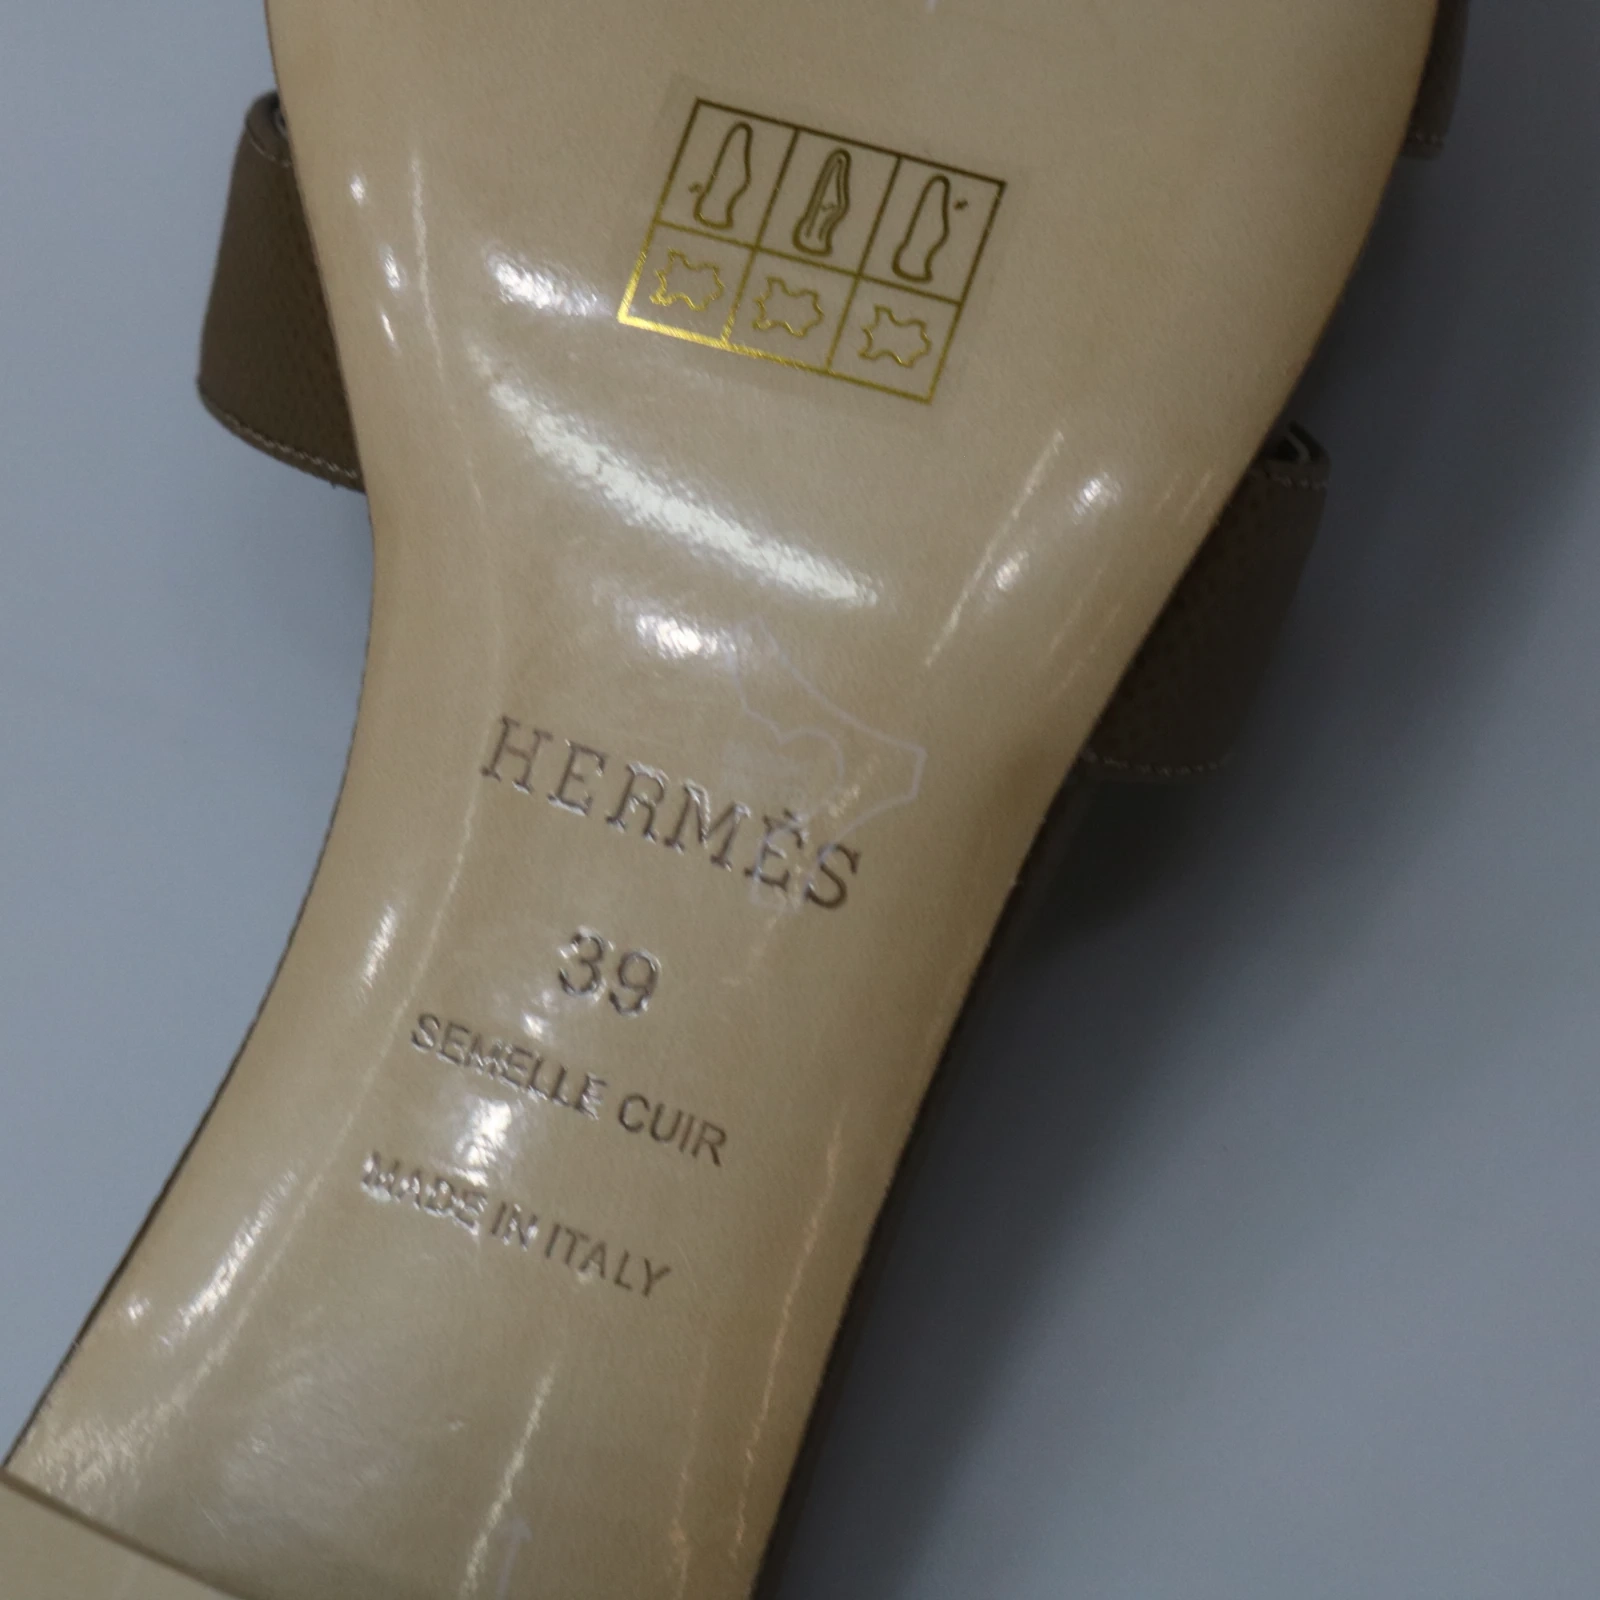 HERMÈS
39
SEMELLE CUIR
MADE IN ITALY